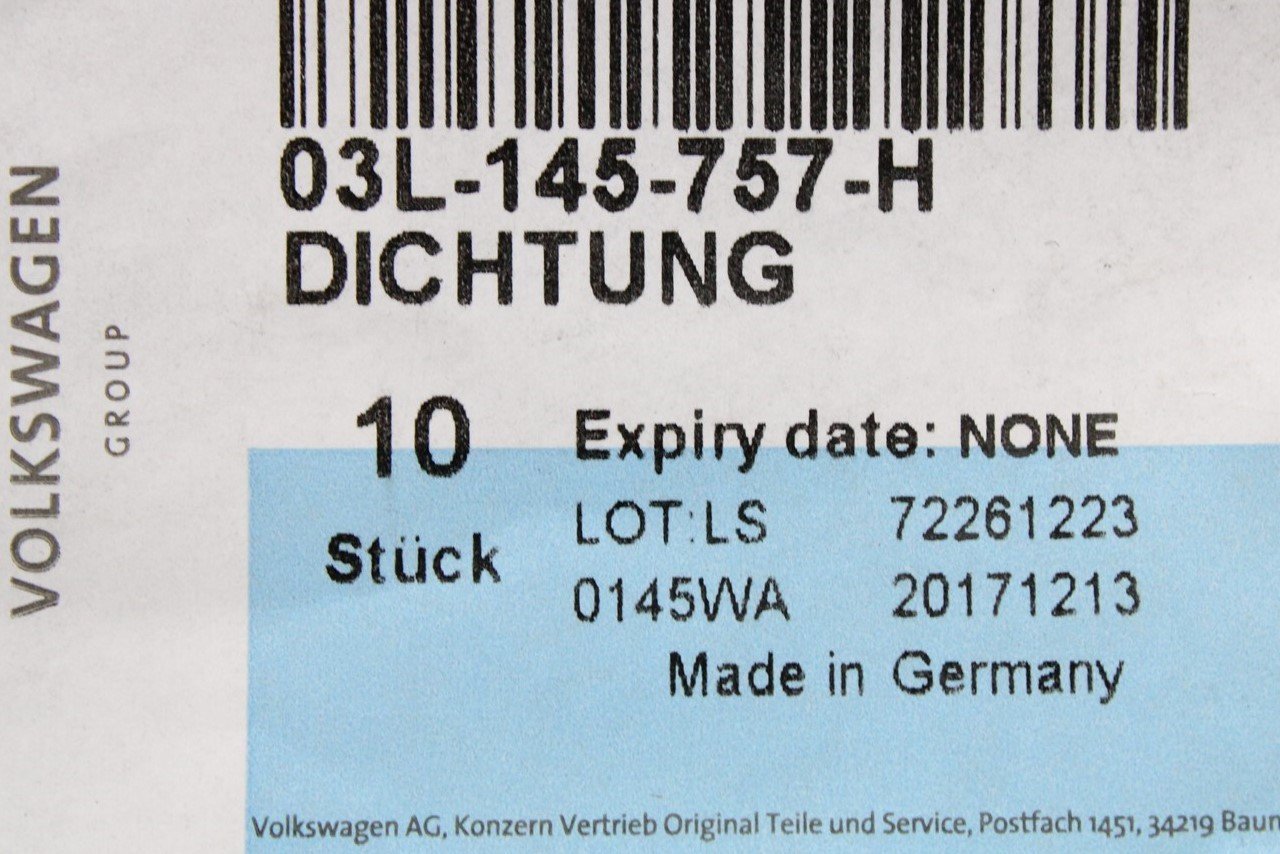 VOLKSWAGEN
GROUP
03L-145-757-H
DICHTUNG
10
Stück
Expiry date: NONE
LOT:LS 72261223
0145WA 20171213
Made in Germany
Volkswagen AG, Konzern Vertrieb Original Teile und Service, Postfach 1451, 34219